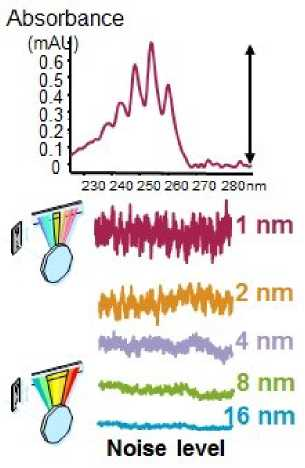 Absorbance
(mAU)
0.6
0.5
0.4
0.3
0.2
0.1
0
230 240 250 260 270 280nm
1 nm
2 nm
4 nm
8 nm
16 nm
Noise level